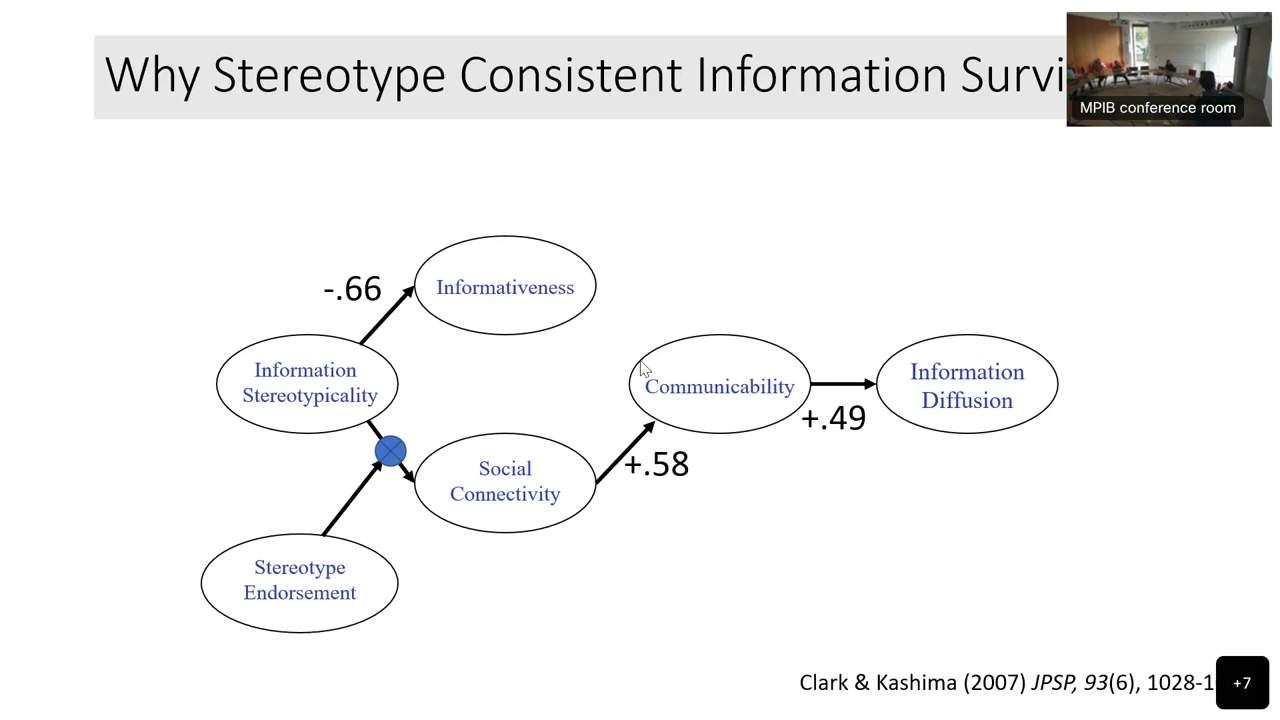 Why Stereotype Consistent Information
MPIB conference room
-.66
Informativeness
Information
Stereotypicality
Communicability
Information
Diffusion
+.49
Social
Connectivity
+.58
Stereotype
Endorsement
Clark & Kashima (2007) JPSP, 93(6), 1028-1
+7